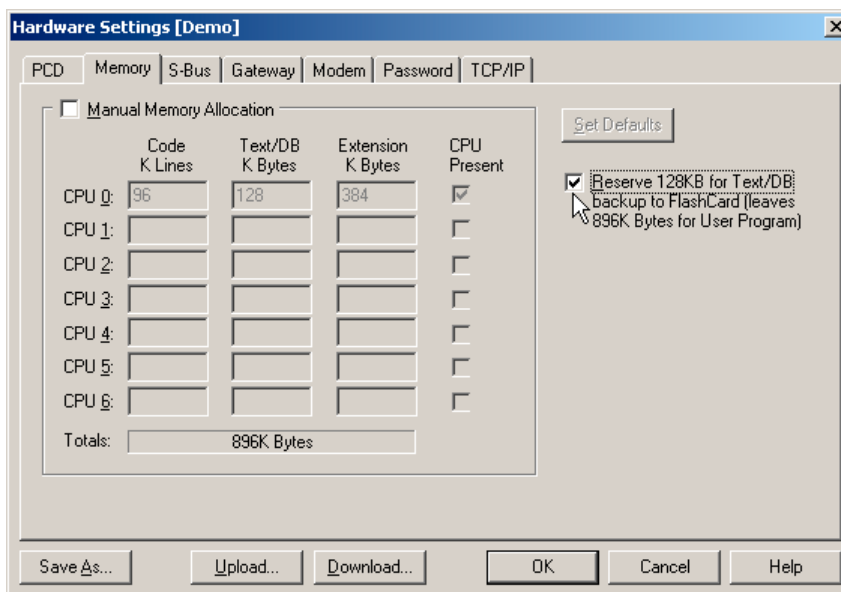 Hardware Settings [Demo]
PCD Memory S-Bus Gateway Modem Password TCP/IP
Manual Memory Allocation
Set Defaults
Code Text/DB Extension CPU
K Lines K Bytes K Bytes Present
CPU 0: 96 128 384
CPU 1:
CPU 2:
CPU 3:
CPU 4:
CPU 5:
CPU 6:
Totals: 896K Bytes
Reserve 128KB for Text/DB
backup to FlashCard (leaves
896K Bytes for User Program)
Save As... Upload... Download... OK Cancel Help